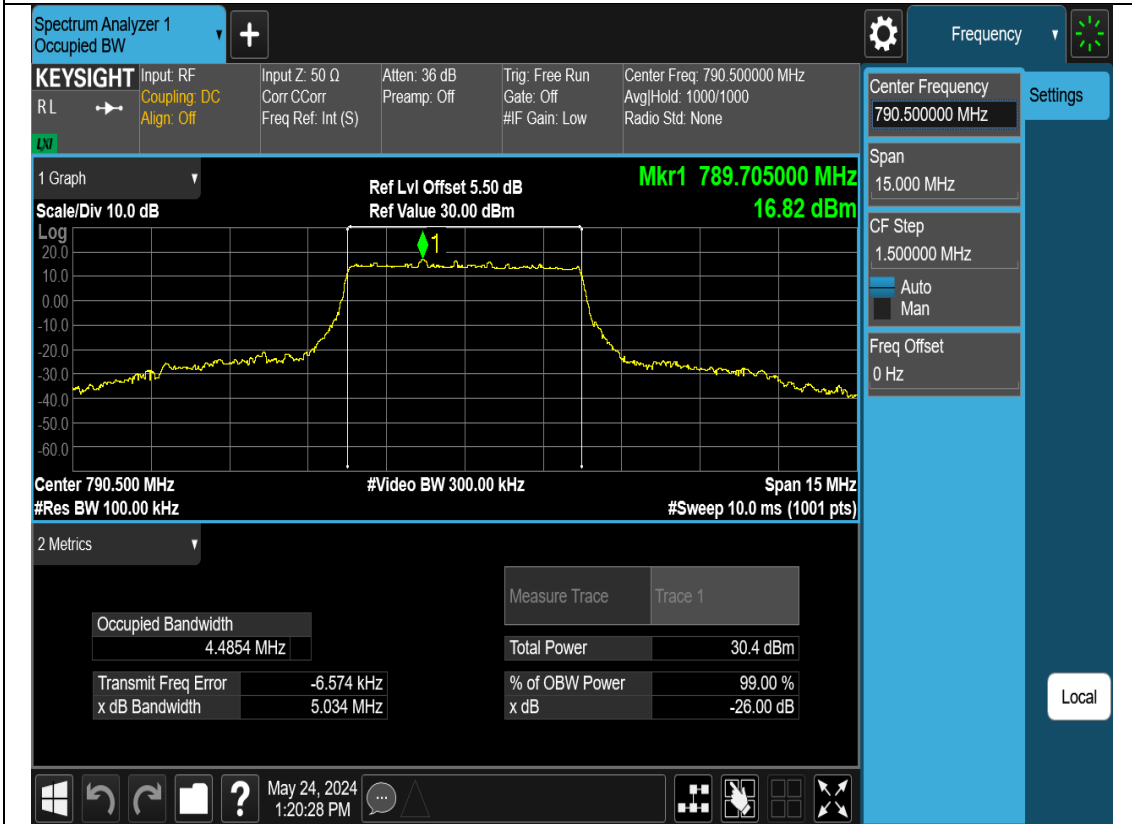 Spectrum Analyzer 1
Occupied BW
Frequency
KEYSIGHT
RL
LXI
Input: RF
Coupling: DC
Align: Off
Input Z: 50 Ω
Corr CCorr
Freq Ref: Int (S)
Atten: 36 dB
Preamp: Off
Trig: Free Run
Gate: Off
#IF Gain: Low
Center Freq: 790.500000 MHz
Avg|Hold: 1000/1000
Radio Std: None
Center Frequency
790.500000 MHz
Settings
Span
15.000 MHz
CF Step
1.500000 MHz
Auto
Man
Freq Offset
0 Hz
Local
1 Graph
Scale/Div 10.0 dB
Ref Lvl Offset 5.50 dB
Ref Value 30.00 dBm
Mkr1 789.705000 MHz
16.82 dBm
Log
1
20.0
10.0
0.00
-10.0
-20.0
-30.0
-40.0
-50.0
-60.0
Center 790.500 MHz
#Video BW 300.00 kHz
Span 15 MHz
#Res BW 100.00 kHz
#Sweep 10.0 ms (1001 pts)
2 Metrics
Measure Trace Trace 1
Occupied Bandwidth
4.4854 MHz
Total Power 30.4 dBm
Transmit Freq Error -6.574 kHz
% of OBW Power 99.00 %
x dB Bandwidth 5.034 MHz
x dB -26.00 dB
?
May 24, 2024
1:20:28 PM